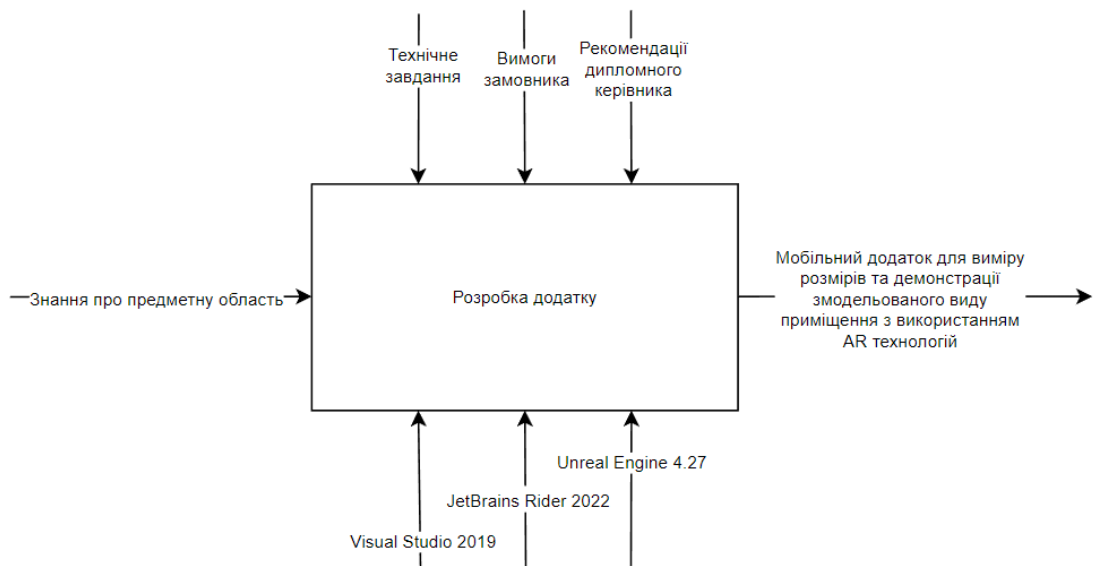 Технічне
завдання
Вимоги
замовника
Рекомендації
дипломного
керівника
Знання про предметну область
Розробка додатку
Мобільний додаток для виміру
розмірів та демонстрації
змодельованого виду
приміщення з використанням
AR технологій
Unreal Engine 4.27
JetBrains Rider 2022
Visual Studio 2019